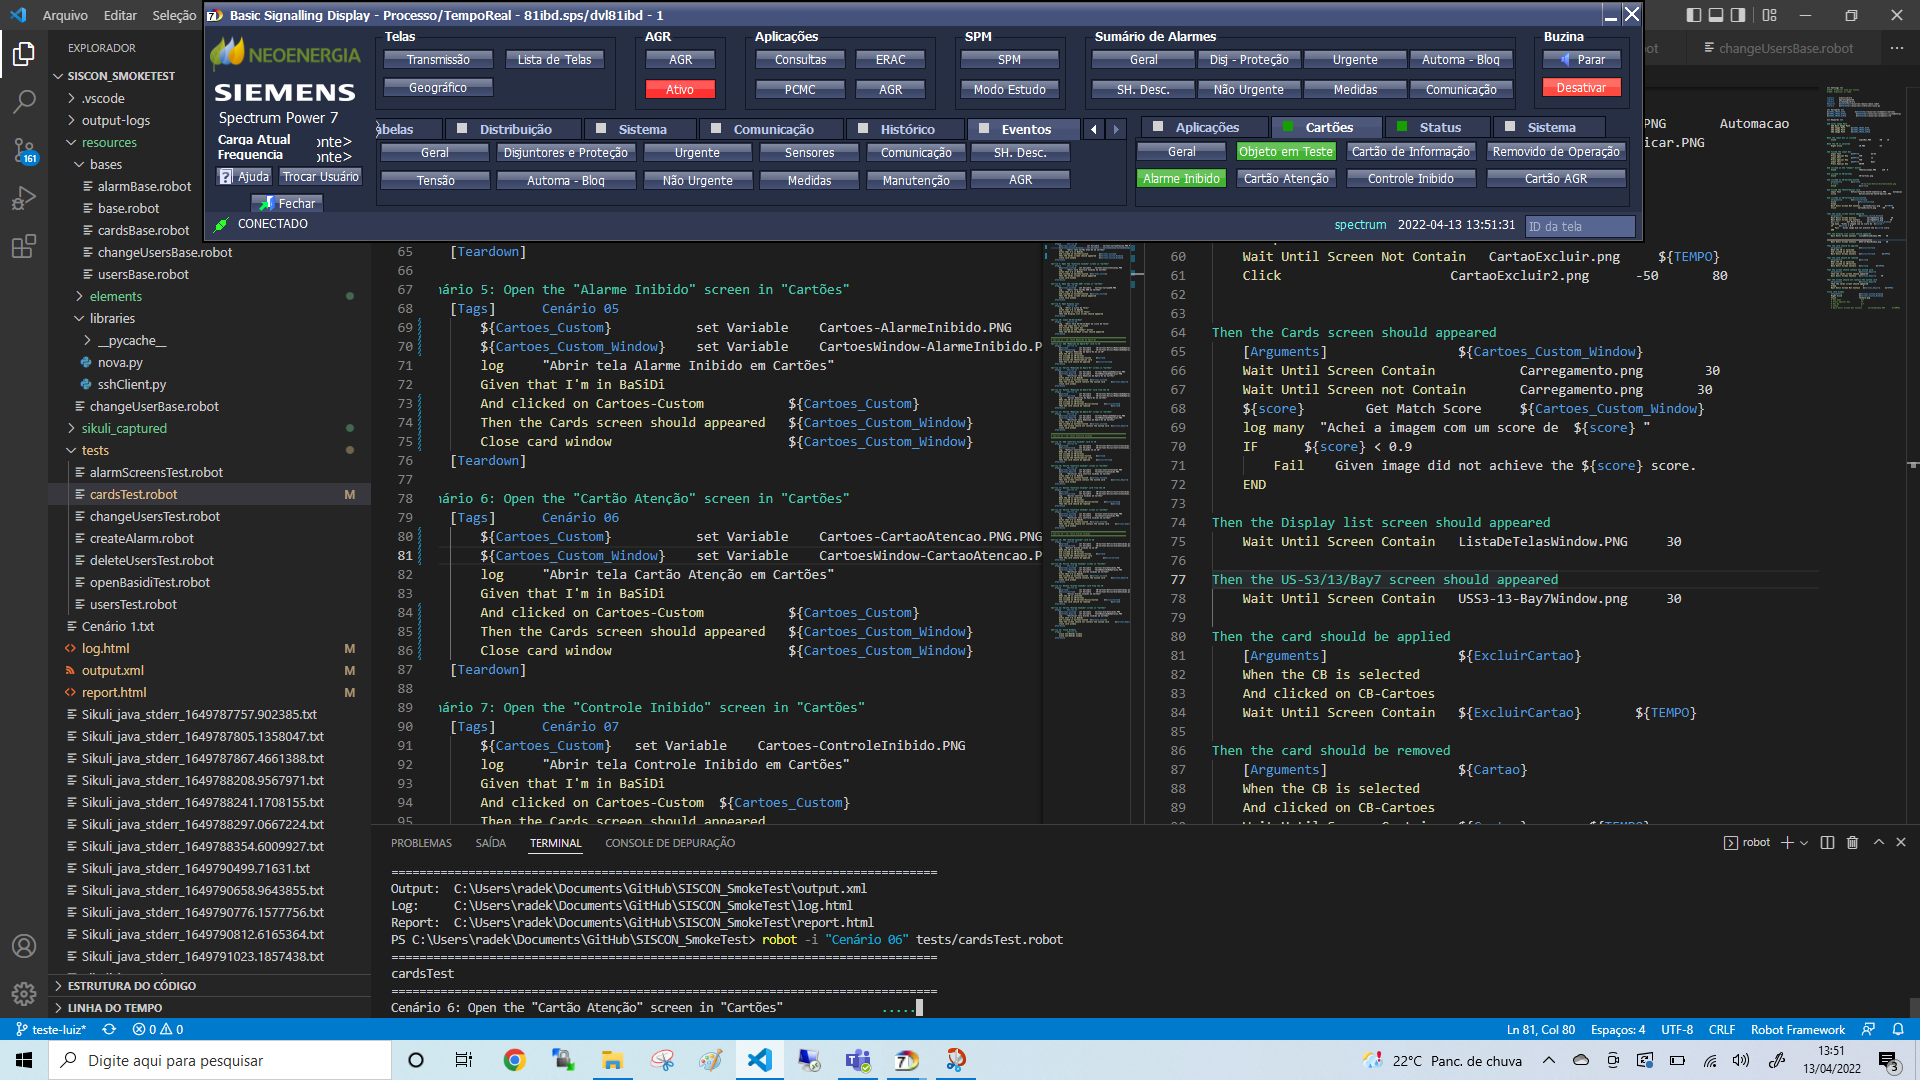 Arquivo Editar Seleção
Basic Signalling Display - Processo/TempoReal - 81ibd.sps/dvl81ibd - 1
changeUsersBase.robot
NEOENERGIA
SIEMENS
Spectrum Power 7
Carga Atual
Frequencia
onte>
onte>
Ajuda Trocar Usuário
Fechar
CONECTADO
Telas
Transmissão Lista de Telas
Geográfico
AGR
AGR
Ativo
Aplicações
Consultas ERAC
PCMC AGR
SPM
SPM
Modo Estudo
Sumário de Alarmes
Geral Disj - Proteção Urgente Automa - Bloq
SH. Desc. Não Urgente Medidas Comunicação
Buzina
Parar
Desativar
abelas Distribuição Sistema Comunicação Histórico Eventos
Geral Disjuntores e Proteção Urgente Sensores Comunicação SH. Desc.
Tensão Automa - Bloq Não Urgente Medidas Manutenção AGR
Aplicações Cartões Status Sistema
Geral Objeto em Teste Cartão de Informação Removido de Operação
Alarme Inibido Cartão Atenção Controle Inibido Cartão AGR
spectrum 2022-04-13 13:51:31 ID da tela
PNG Automacao
icar.PNG
EXPLORADOR
SISCON_SMOKETEST
.vscode
output-logs
resources
bases
alarmBase.robot
base.robot
cardsBase.robot
changeUsersBase.robot
usersBase.robot
elements
libraries
__pycache__
nova.py
sshClient.py
changeUserBase.robot
sikuli_captured
tests
alarmScreensTest.robot
cardsTest.robot M
changeUsersTest.robot
createAlarm.robot
deleteUsersTest.robot
openBasidiTest.robot
usersTest.robot
Cenário 1.txt
log.html M
output.xml M
report.html M
Sikuli_java_stderr_1649787757.902385.txt
Sikuli_java_stderr_1649787805.1358047.txt
Sikuli_java_stderr_1649787867.4661388.txt
Sikuli_java_stderr_1649788208.9567971.txt
Sikuli_java_stderr_1649788241.1708155.txt
Sikuli_java_stderr_1649788297.0667224.txt
Sikuli_java_stderr_1649788354.6009927.txt
Sikuli_java_stderr_1649790499.71631.txt
Sikuli_java_stderr_1649790658.9643855.txt
Sikuli_java_stderr_1649790776.1577756.txt
Sikuli_java_stderr_1649790812.6165364.txt
Sikuli_java_stderr_1649791023.1857438.txt
ESTRUTURA DO CÓDIGO
LINHA DO TEMPO
161
65 [Teardown]
66
67 nário 5: Open the "Alarme Inibido" screen in "Cartões"
68 [Tags] Cenário 05
69 ${Cartoes_Custom} set Variable Cartoes-AlarmeInibido.PNG
70 ${Cartoes_Custom_Window} set Variable CartoesWindow-AlarmeInibido.P
71 log "Abrir tela Alarme Inibido em Cartões"
72 Given that I'm in BaSiDi
73 And clicked on Cartoes-Custom ${Cartoes_Custom}
74 Then the Cards screen should appeared ${Cartoes_Custom_Window}
75 Close card window ${Cartoes_Custom_Window}
76 [Teardown]
77
78 nário 6: Open the "Cartão Atenção" screen in "Cartões"
79 [Tags] Cenário 06
80 ${Cartoes_Custom} set Variable Cartoes-CartaoAtencao.PNG.PNG
81 ${Cartoes_Custom_Window} set Variable CartoesWindow-CartaoAtencao.P
82 log "Abrir tela Cartão Atenção em Cartões"
83 Given that I'm in BaSiDi
84 And clicked on Cartoes-Custom ${Cartoes_Custom}
85 Then the Cards screen should appeared ${Cartoes_Custom_Window}
86 Close card window ${Cartoes_Custom_Window}
87 [Teardown]
88
89 nário 7: Open the "Controle Inibido" screen in "Cartões"
90 [Tags] Cenário 07
91 ${Cartoes_Custom} set Variable Cartoes-ControleInibido.PNG
92 log "Abrir tela Controle Inibido em Cartões"
93 Given that I'm in BaSiDi
94 And clicked on Cartoes-Custom ${Cartoes_Custom}
95 Then the Cards screen should appeared
60 Wait Until Screen Not Contain CartaoExcluir.png ${TEMPO}
61 Click CartaoExcluir2.png -50 80
62
63
64 Then the Cards screen should appeared
65 [Arguments] ${Cartoes_Custom_Window}
66 Wait Until Screen Contain Carregamento.png 30
67 Wait Until Screen not Contain Carregamento.png 30
68 ${score} Get Match Score ${Cartoes_Custom_Window}
69 log many "Achei a imagem com um score de ${score} "
70 IF ${score} < 0.9
71 Fail Given image did not achieve the ${score} score.
72 END
73
74 Then the Display list screen should appeared
75 Wait Until Screen Contain ListaDeTelasWindow.PNG 30
76
77 Then the US-S3/13/Bay7 screen should appeared
78 Wait Until Screen Contain USS3-13-Bay7Window.png 30
79
80 Then the card should be applied
81 [Arguments] ${ExcluirCartao}
82 When the CB is selected
83 And clicked on CB-Cartoes
84 Wait Until Screen Contain ${ExcluirCartao} ${TEMPO}
85
86 Then the card should be removed
87 [Arguments] ${Cartao}
88 When the CB is selected
89 And clicked on CB-Cartoes
PROBLEMAS SAÍDA TERMINAL CONSOLE DE DEPURAÇÃO
robot
==============================================================================
Output: C:\Users\radek\Documents\GitHub\SISCON_SmokeTest\output.xml
Log: C:\Users\radek\Documents\GitHub\SISCON_SmokeTest\log.html
Report: C:\Users\radek\Documents\GitHub\SISCON_SmokeTest\report.html
PS C:\Users\radek\Documents\GitHub\SISCON_SmokeTest> robot -i "Cenário 06" tests/cardsTest.robot
==============================================================================
cardsTest
==============================================================================
Cenário 6: Open the "Cartão Atenção" screen in "Cartões" .....
teste-luiz* 0 0
Ln 81, Col 80 Espaços: 4 UTF-8 CRLF Robot Framework
Digite aqui para pesquisar
22°C Panc. de chuva
13:51
13/04/2022
3